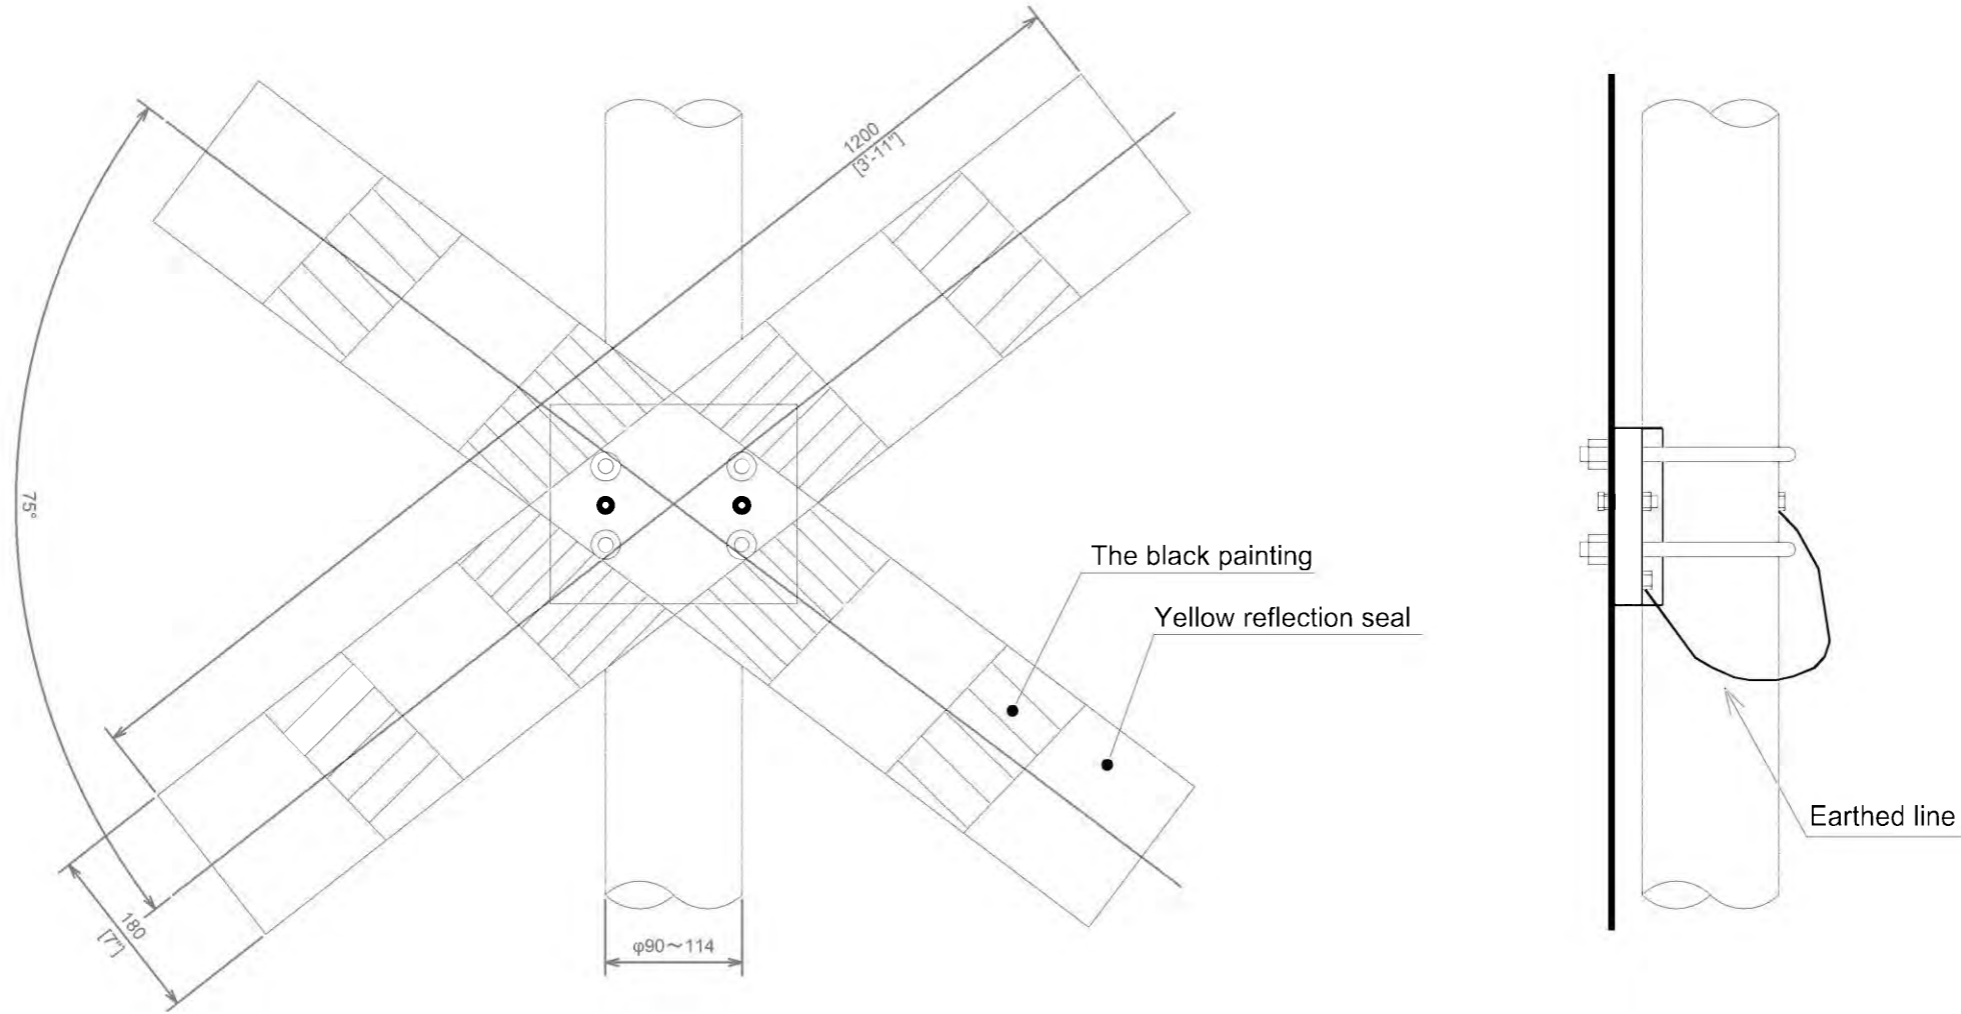 1200
[3'-11"]
75°
The black painting
Yellow reflection seal
Earthed line
180
[7"]
φ90～114